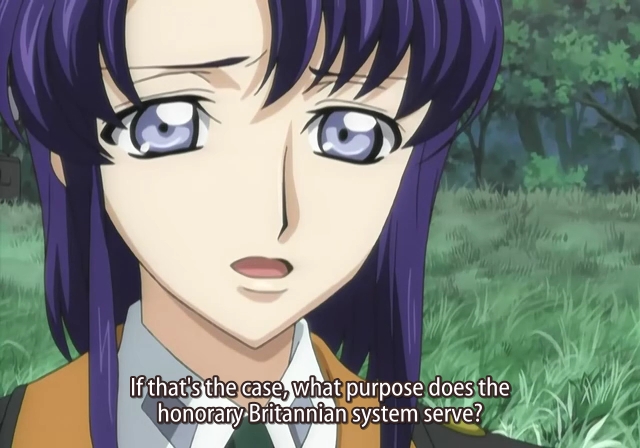 If that's the case, what purpose does the
honorary Britannian system serve?